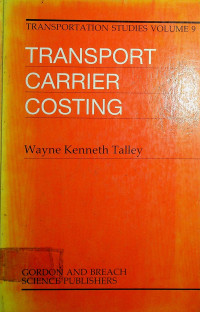 TRANSPORTATION STUDIES VOLUME 9
TRANSPORT
CARRIER
COSTING
Wayne Kenneth Talley
GORDON AND BREACH
SCIENCE PUBLISHERS